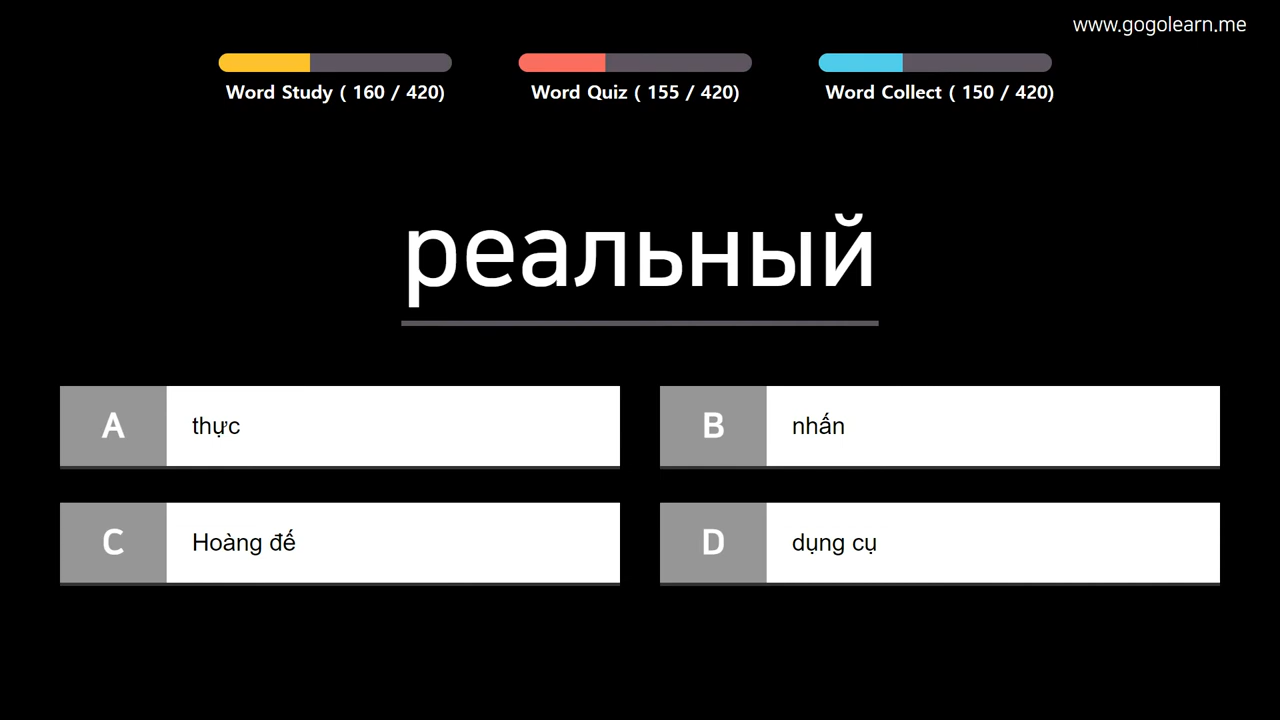 www.gogolearn.me
Word Study ( 160 / 420)
Word Quiz ( 155 / 420)
Word Collect ( 150 / 420)
реальный
A thực
B nhấn
C Hoàng đế
D dụng cụ